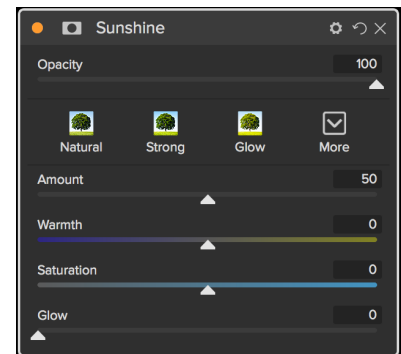 Sunshine
Opacity 100
Natural Strong Glow More
Amount 50
Warmth 0
Saturation 0
Glow 0